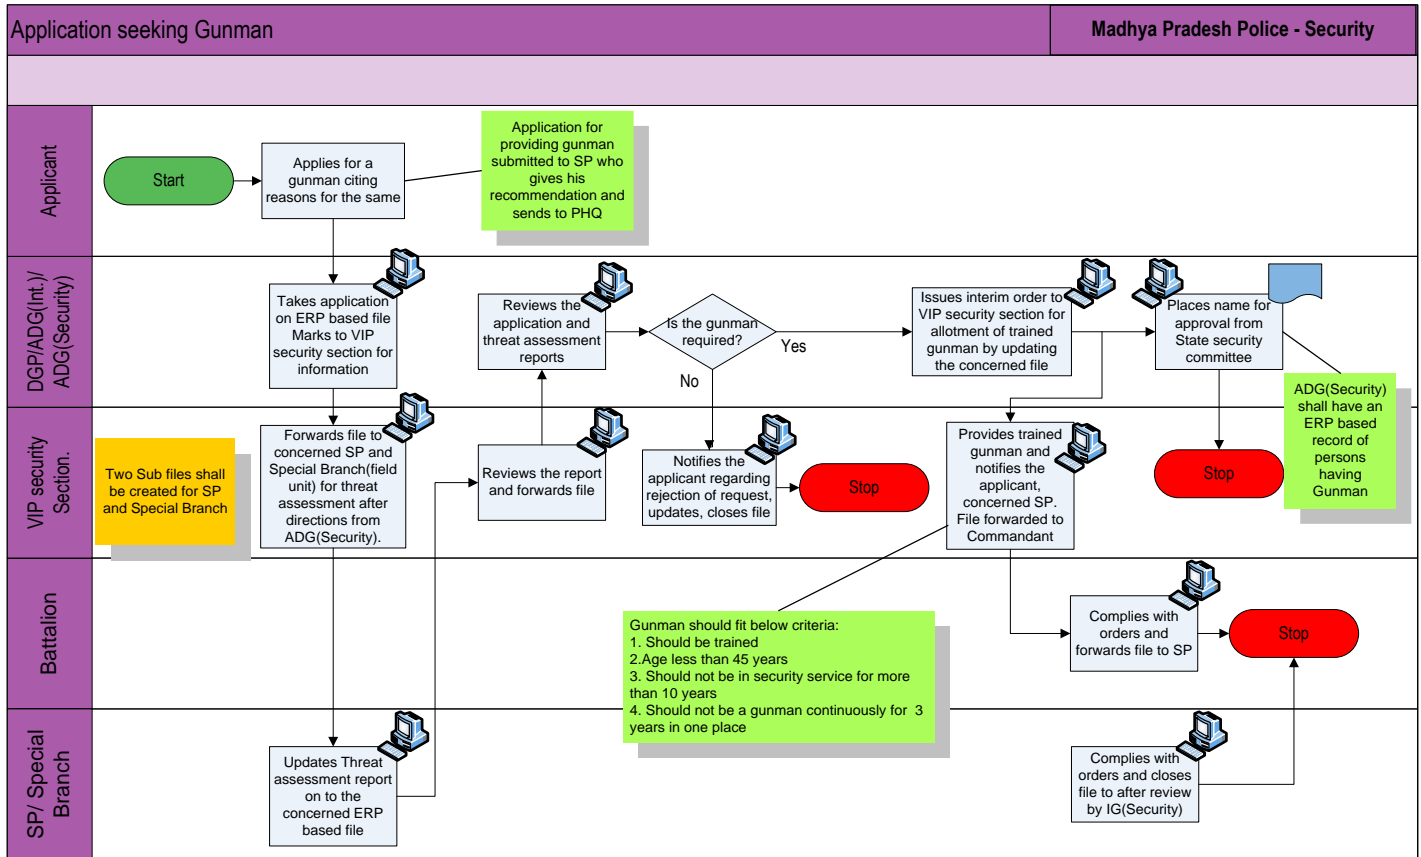 Application seeking Gunman
Madhya Pradesh Police - Security
Applicant
Start
Applies for a
gunman citing
reasons for the same
Application for
providing gunman
submitted to SP who
gives his
recommendation and
sends to PHQ
DGP/ADG(Int.)/
ADG(Security)
Takes application
on ERP based file
Marks to VIP
security section for
information
Reviews the
application and
threat assessment
reports
Is the gunman
required?
Yes
No
Issues interim order to
VIP security section for
allotment of trained
gunman by updating
the concerned file
Places name for
approval from
State security
committee
ADG(Security)
shall have an
ERP based
record of
persons
having
Gunman
VIP security
Section.
Two Sub files shall
be created for SP
and Special Branch
Forwards file to
concerned SP and
Special Branch(field
unit) for threat
assessment after
directions from
ADG(Security).
Reviews the report
and forwards file
Notifies the
applicant regarding
rejection of request,
updates, closes file
Stop
Provides trained
gunman and
notifies the
applicant,
concerned SP.
File forwarded to
Commandant
Stop
Battalion
Gunman should fit below criteria:
1. Should be trained
2.Age less than 45 years
3. Should not be in security service for more
than 10 years
4. Should not be a gunman continuously for 3
years in one place
Complies with
orders and
forwards file to SP
Stop
SP/ Special
Branch
Updates Threat
assessment report
on to the
concerned ERP
based file
Complies with
orders and closes
file to after review
by IG(Security)